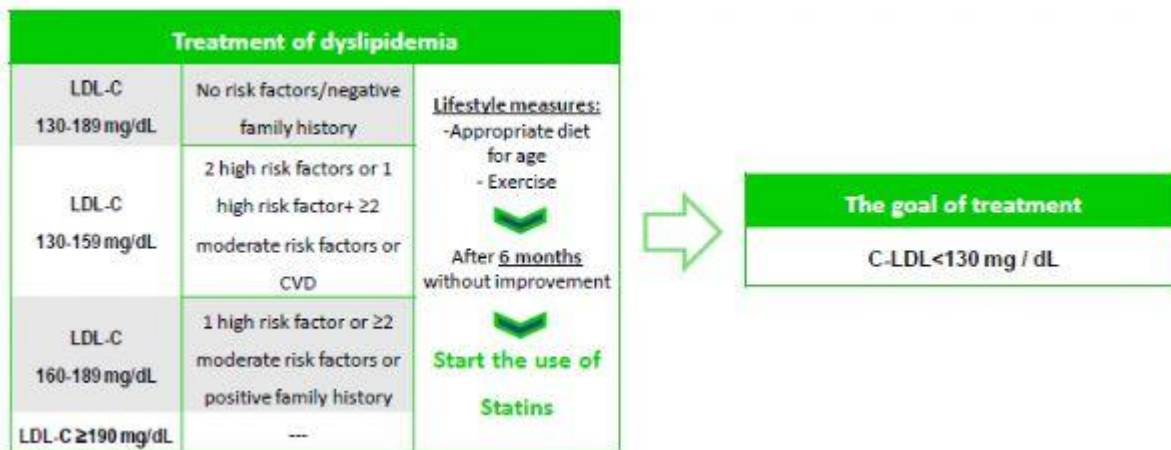 Treatment of dyslipidemia
LDL-C
130-189 mg/dL
No risk factors/negative
family history
LDL-C
130-159 mg/dL
2 high risk factors or 1
high risk factor+ ≥2
moderate risk factors or
CVD
LDL-C
160-189 mg/dL
1 high risk factor or ≥2
moderate risk factors or
positive family history
LDL-C ≥190 mg/dL
---
Lifestyle measures:
-Appropriate diet
for age
- Exercise
After 6 months
without improvement
Start the use of
Statins
The goal of treatment
C-LDL<130 mg / dL